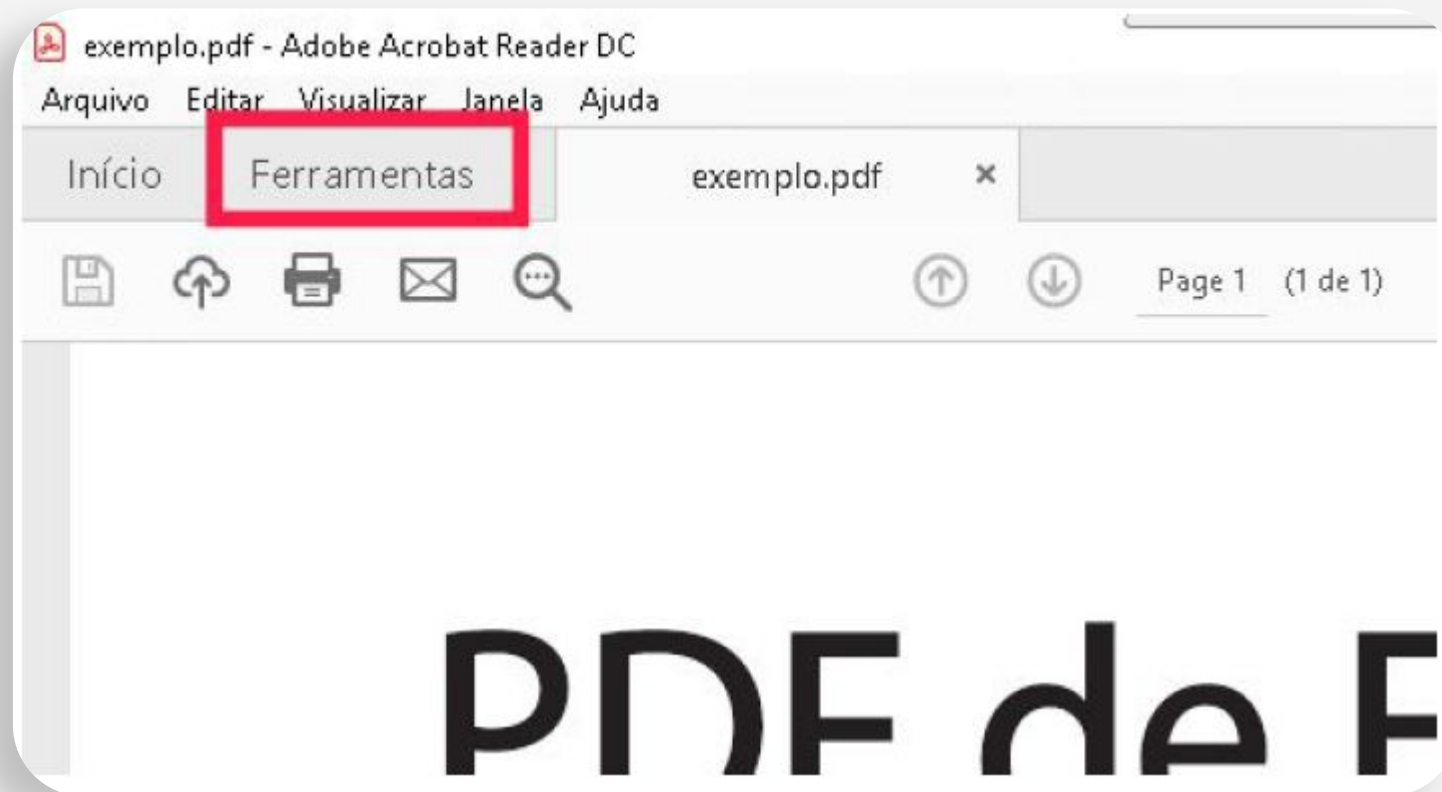 exemplo.pdf - Adobe Acrobat Reader DC
Arquivo Editar Visualizar Janela Ajuda
Início Ferramentas exemplo.pdf ×
Page 1 (1 de 1)
PDF de